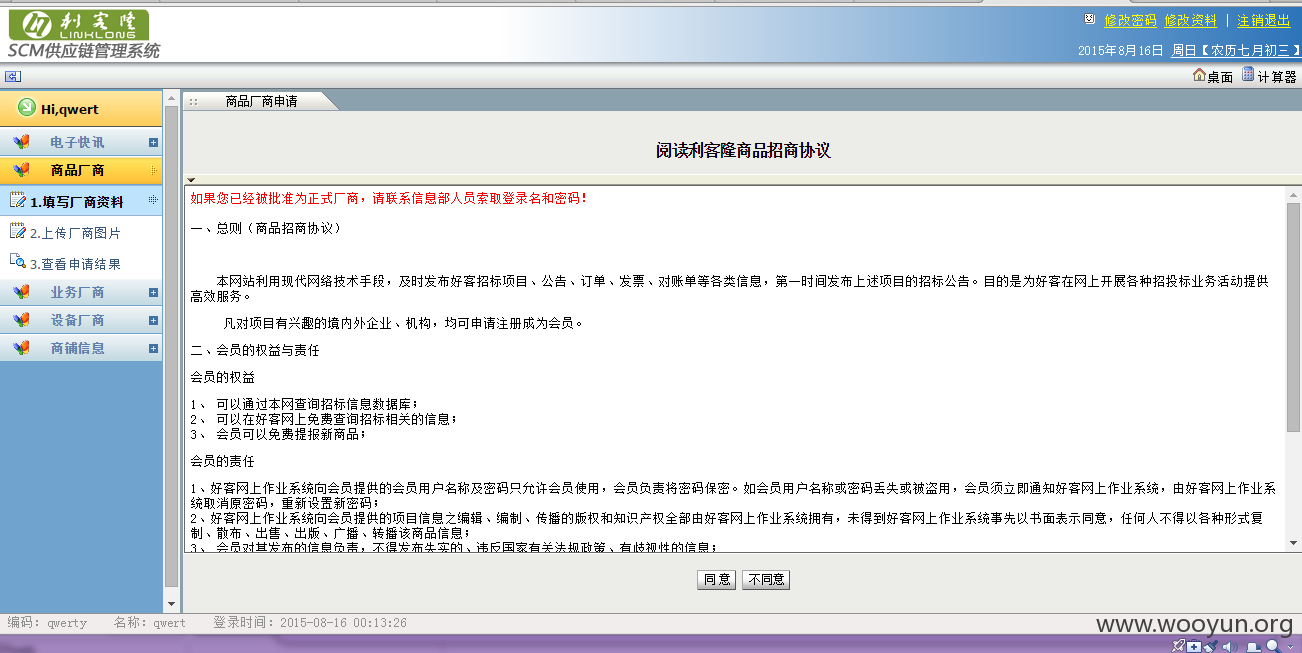 利客隆
LINKLONG
SCM供应链管理系统
修改密码 修改资料 | 注销退出
2015年8月16日 周日【农历七月初三】
桌面 计算器
Hi,qwert
商品厂商申请
电子快讯
商品厂商
1.填写厂商资料
2.上传厂商图片
3.查看申请结果
业务厂商
设备厂商
商铺信息
阅读利客隆商品招商协议
如果您已经被批准为正式厂商，请联系信息部人员索取登录名和密码！
一、总则（商品招商协议）
本网站利用现代网络技术手段，及时发布好客招标项目、公告、订单、发票、对账单等各类信息，第一时间发布上述项目的招标公告。目的是为好客在网上开展各种招投标业务活动提供
高效服务。
凡对项目有兴趣的境内外企业、机构，均可申请注册成为会员。
二、会员的权益与责任
会员的权益
1、 可以通过本网查询招标信息数据库；
2、 可以在好客网上免费查询招标相关的信息；
3、 会员可以免费提报新商品；
会员的责任
1、好客网上作业系统向会员提供的会员用户名称及密码只允许会员使用，会员负责将密码保密。如会员用户名称或密码丢失或被盗用，会员须立即通知好客网上作业系统，由好客网上作业系
统取消原密码，重新设置新密码；
2、好客网上作业系统向会员提供的项目信息之编辑、编制、传播的版权和知识产权全部由好客网上作业系统拥有，未得到好客网上作业系统事先以书面表示同意，任何人不得以各种形式复
制、散布、出售、出版、广播、转播该商品信息；
3、 会员对其发布的信息负责，不得发布失实的、违反国家有关法规政策、有歧视性的信息；
同 意 不同意
编码：qwerty 名称：qwert 登录时间：2015-08-16 00:13:26
www.wooyun.org